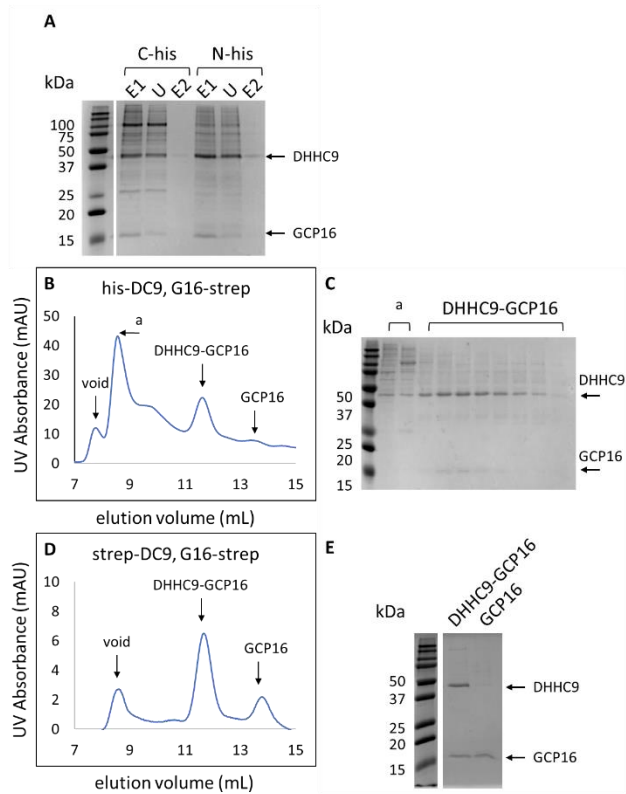 A
C-his N-his
kDa
E1 U E2 E1 U E2
100
75
50
37
25
20
15
DHHC9
GCP16
B
his-DC9, G16-strep
UV Absorbance (mAU)
50
40
30
20
10
0
void
a
DHHC9-GCP16
GCP16
7 9 11 13 15
elution volume (mL)
C
a DHHC9-GCP16
kDa
50
37
25
20
15
DHHC9
GCP16
D
strep-DC9, G16-strep
UV Absorbance (mAU)
10
8
6
4
2
0
void
DHHC9-GCP16
GCP16
7 9 11 13 15
elution volume (mL)
E
DHHC9-GCP16
GCP16
kDa
50
37
25
20
15
DHHC9
GCP16